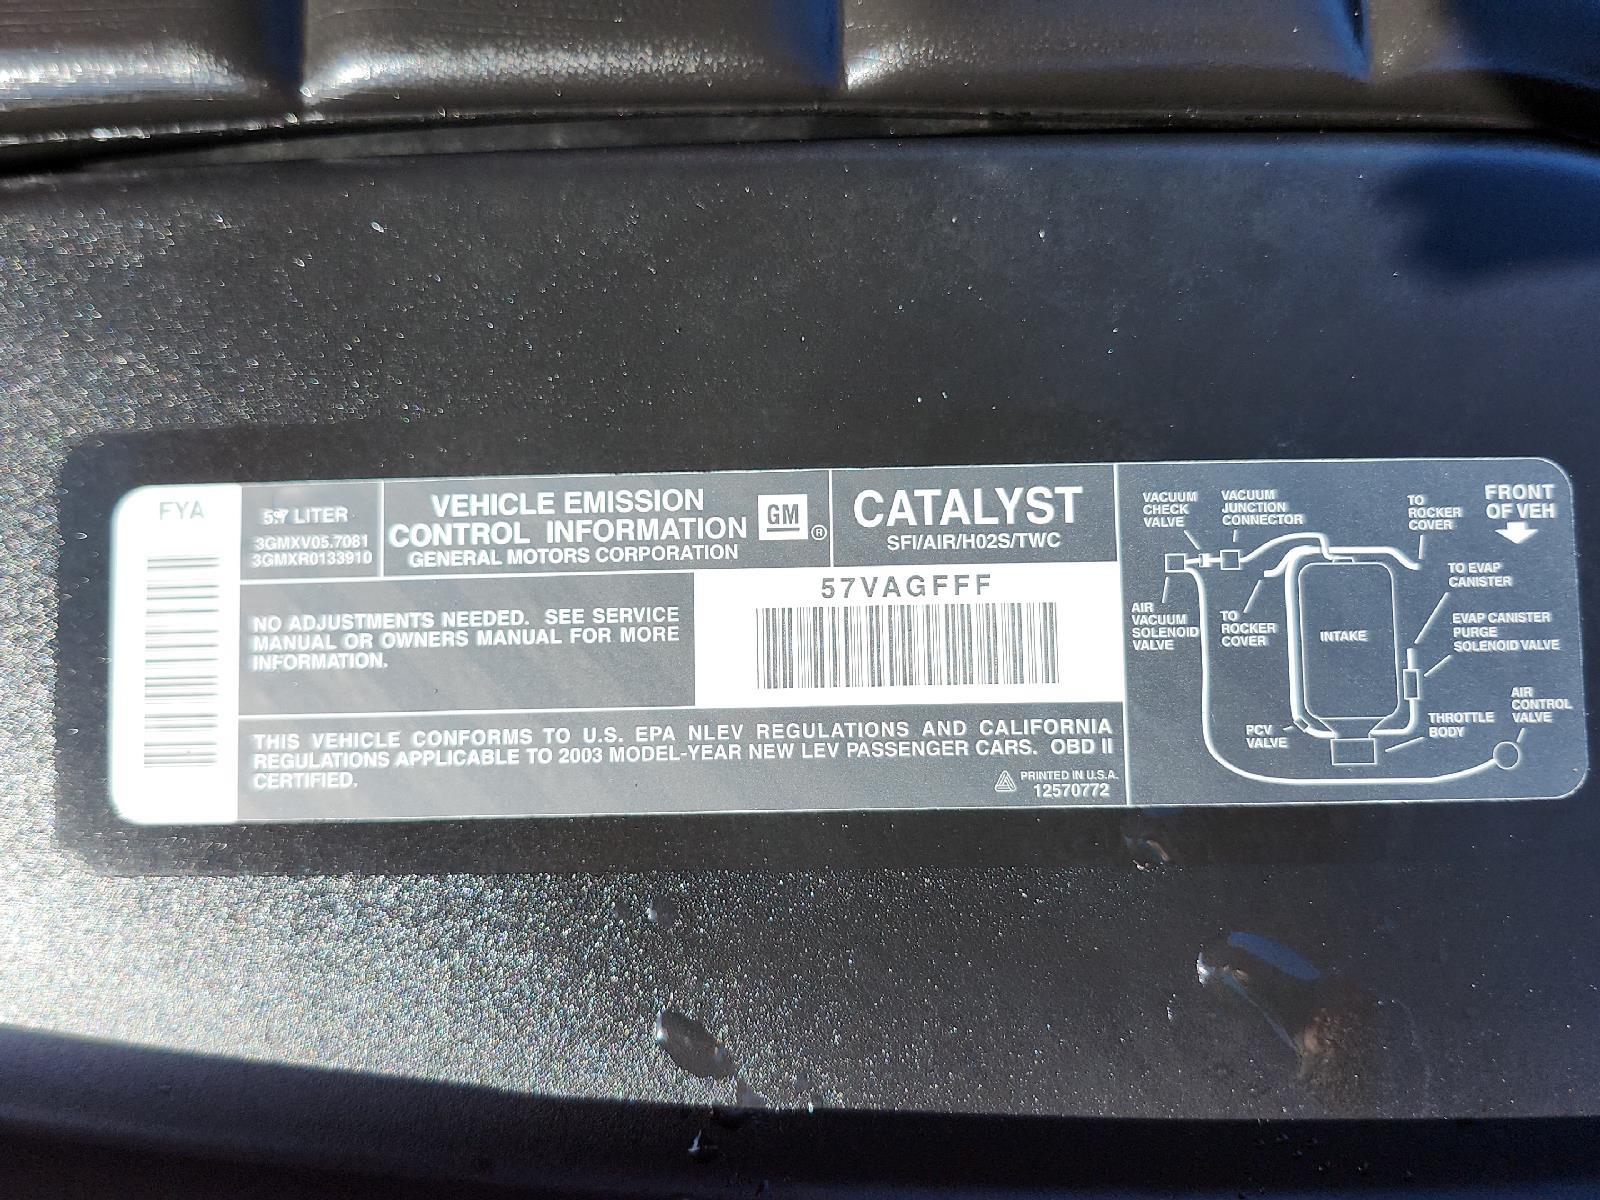 FYA
5.7 LITER
3GMXV05.7081
3GMXR0133910
VEHICLE EMISSION
CONTROL INFORMATION
GENERAL MOTORS CORPORATION
GM
®
CATALYST
SFI/AIR/H02S/TWC
NO ADJUSTMENTS NEEDED. SEE SERVICE
MANUAL OR OWNERS MANUAL FOR MORE
INFORMATION.
57VAGFFF
THIS VEHICLE CONFORMS TO U.S. EPA NLEV REGULATIONS AND CALIFORNIA
REGULATIONS APPLICABLE TO 2003 MODEL-YEAR NEW LEV PASSENGER CARS. OBD II
CERTIFIED.
PRINTED IN U.S.A.
12570772
VACUUM
CHECK
VALVE
VACUUM
JUNCTION
CONNECTOR
TO
ROCKER
COVER
FRONT
OF VEH
TO EVAP
CANISTER
AIR
VACUUM
SOLENOID
VALVE
TO
ROCKER
COVER
INTAKE
EVAP CANISTER
PURGE
SOLENOID VALVE
PCV
VALVE
THROTTLE
BODY
AIR
CONTROL
VALVE